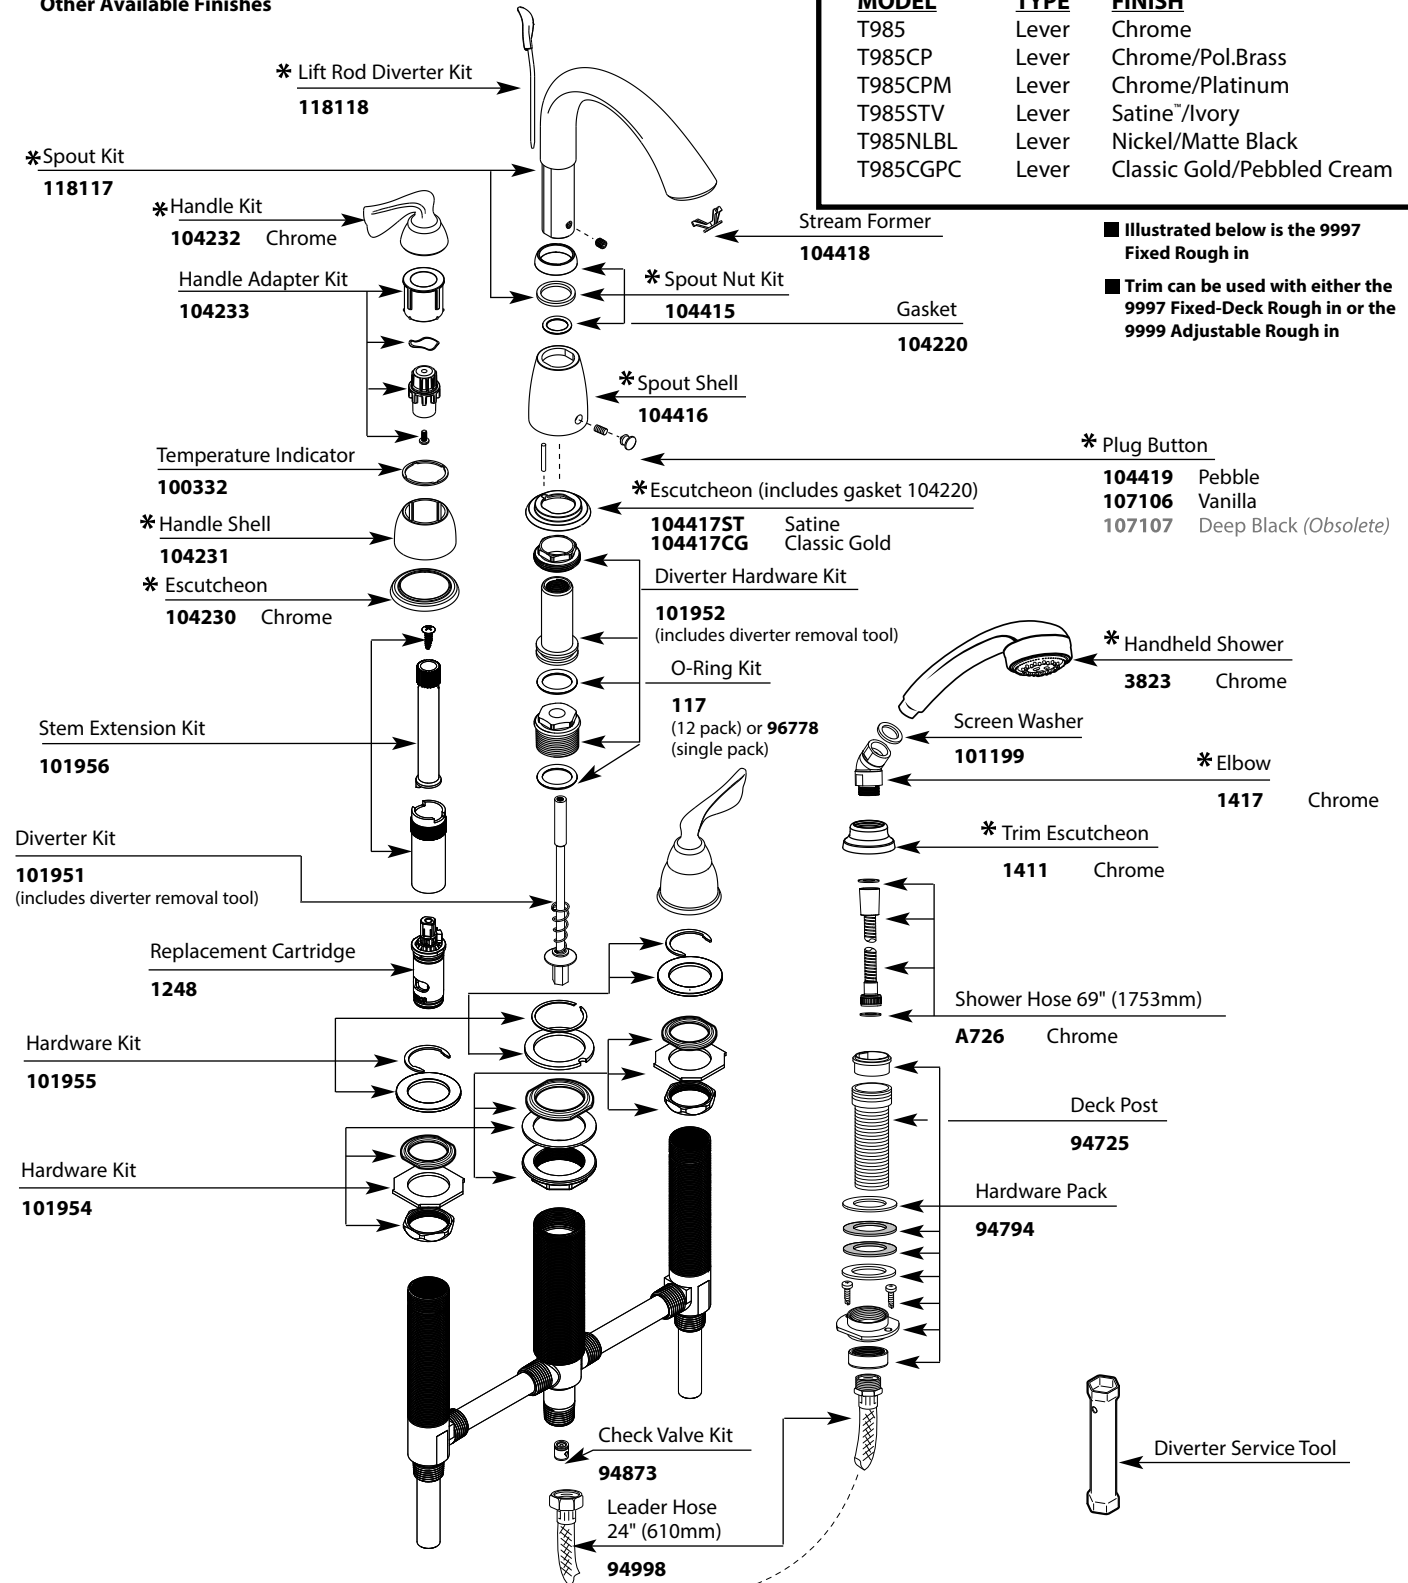 Other Available Finishes
MODEL TYPE FINISH
T985 Lever Chrome
T985CP Lever Chrome/Pol.Brass
T985CPM Lever Chrome/Platinum
T985STV Lever Satine™/Ivory
T985NLBL Lever Nickel/Matte Black
T985CGPC Lever Classic Gold/Pebbled Cream
■ Illustrated below is the 9997
Fixed Rough in
■ Trim can be used with either the
9997 Fixed-Deck Rough in or the
9999 Adjustable Rough in
* Lift Rod Diverter Kit
118118
* Spout Kit
118117
* Handle Kit
104232 Chrome
Handle Adapter Kit
104233
Stream Former
104418
* Spout Nut Kit
104415
Gasket
104220
* Spout Shell
104416
* Plug Button
104419 Pebble
107106 Vanilla
107107 Deep Black (Obsolete)
Temperature Indicator
100332
* Escutcheon (includes gasket 104220)
104417ST Satine
104417CG Classic Gold
* Handle Shell
104231
* Escutcheon
104230 Chrome
Diverter Hardware Kit
101952
(includes diverter removal tool)
O-Ring Kit
117
(12 pack) or 96778
(single pack)
* Handheld Shower
3823 Chrome
Screen Washer
101199
* Elbow
1417 Chrome
Stem Extension Kit
101956
* Trim Escutcheon
1411 Chrome
Diverter Kit
101951
(includes diverter removal tool)
Replacement Cartridge
1248
Shower Hose 69" (1753mm)
A726 Chrome
Hardware Kit
101955
Deck Post
94725
Hardware Kit
101954
Hardware Pack
94794
Check Valve Kit
94873
Diverter Service Tool
Leader Hose
24" (610mm)
94998